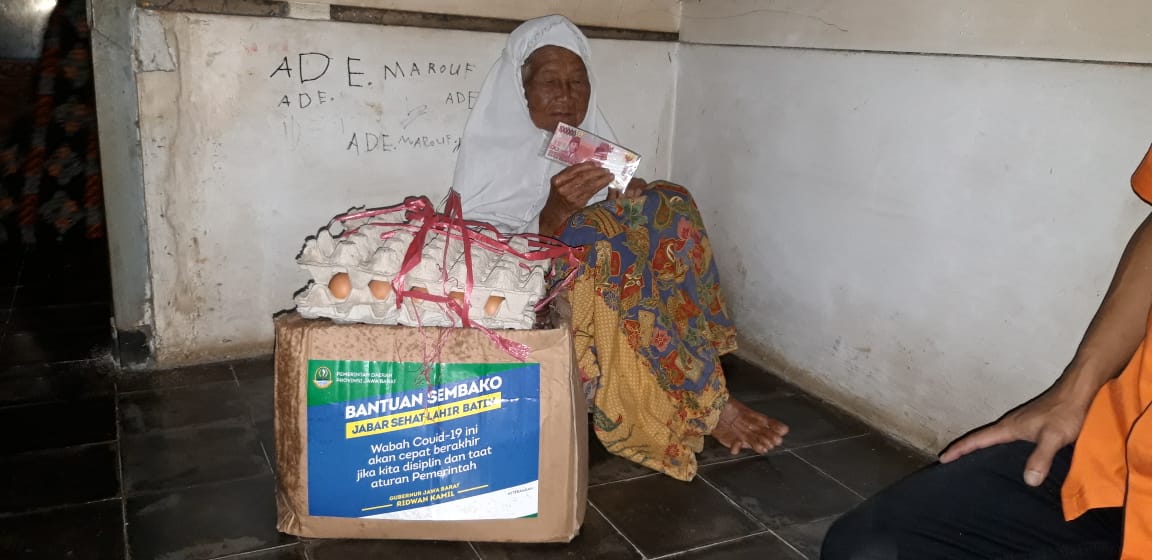 ADE. MAROUF
ADE.
ADE
ADE. MAROUF
100000
PEMERINTAH DAERAH
PROVINSI JAWA BARAT
BANTUAN SEMBAKO
JABAR SEHAT LAHIR BATIN
Wabah Covid-19 ini
akan cepat berakhir
jika kita disiplin dan taat
aturan Pemerintah
GUBERNUR JAWA BARAT
RIDWAN KAMIL